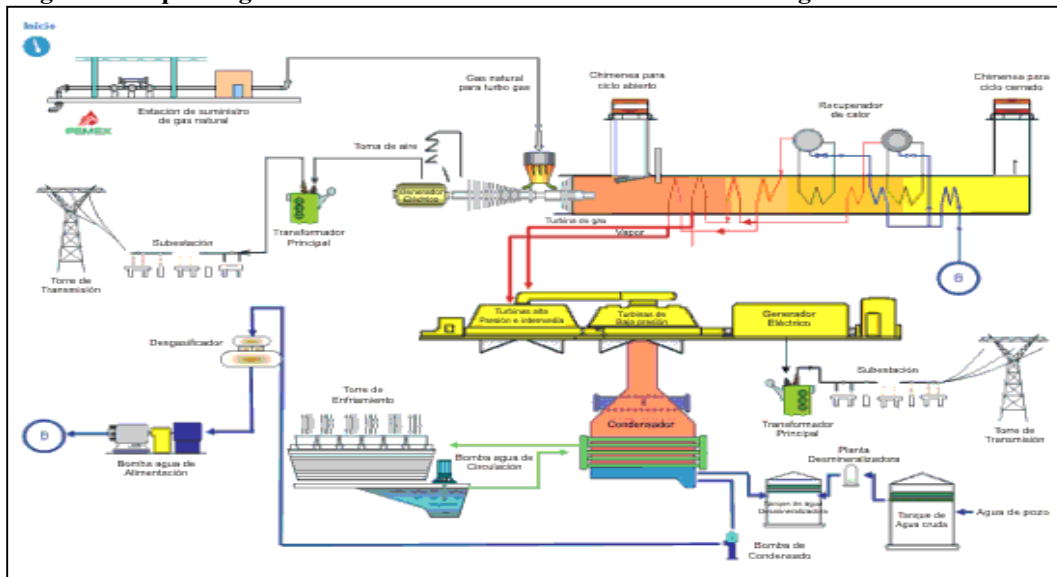 Inicio
Estación de suministro
de gas natural
PEMEX
Gas natural
para turbo gas
Chimenea para
ciclo abierto
Recuperador
de calor
Chimenea para
ciclo cerrado
Toma de aire
Generador
Eléctrico
Turbina de gas
Vapor
Transformador
Principal
Subestación
Torre de
Transmisión
Turbinas alta
Presión e intermedia
Turbinas de
Baja presión
Generador
Eléctrico
Desgasificador
Torre de
Enfriamiento
Condensador
Subestación
Transformador
Principal
Torre de
Transmisión
Bomba agua de
Alimentación
Bomba agua de
Circulación
Planta
Desmineralizadora
Tanque de agua
Desmineralizadora
Tanque de
Agua cruda
Agua de pozo
Bomba de
Condensado